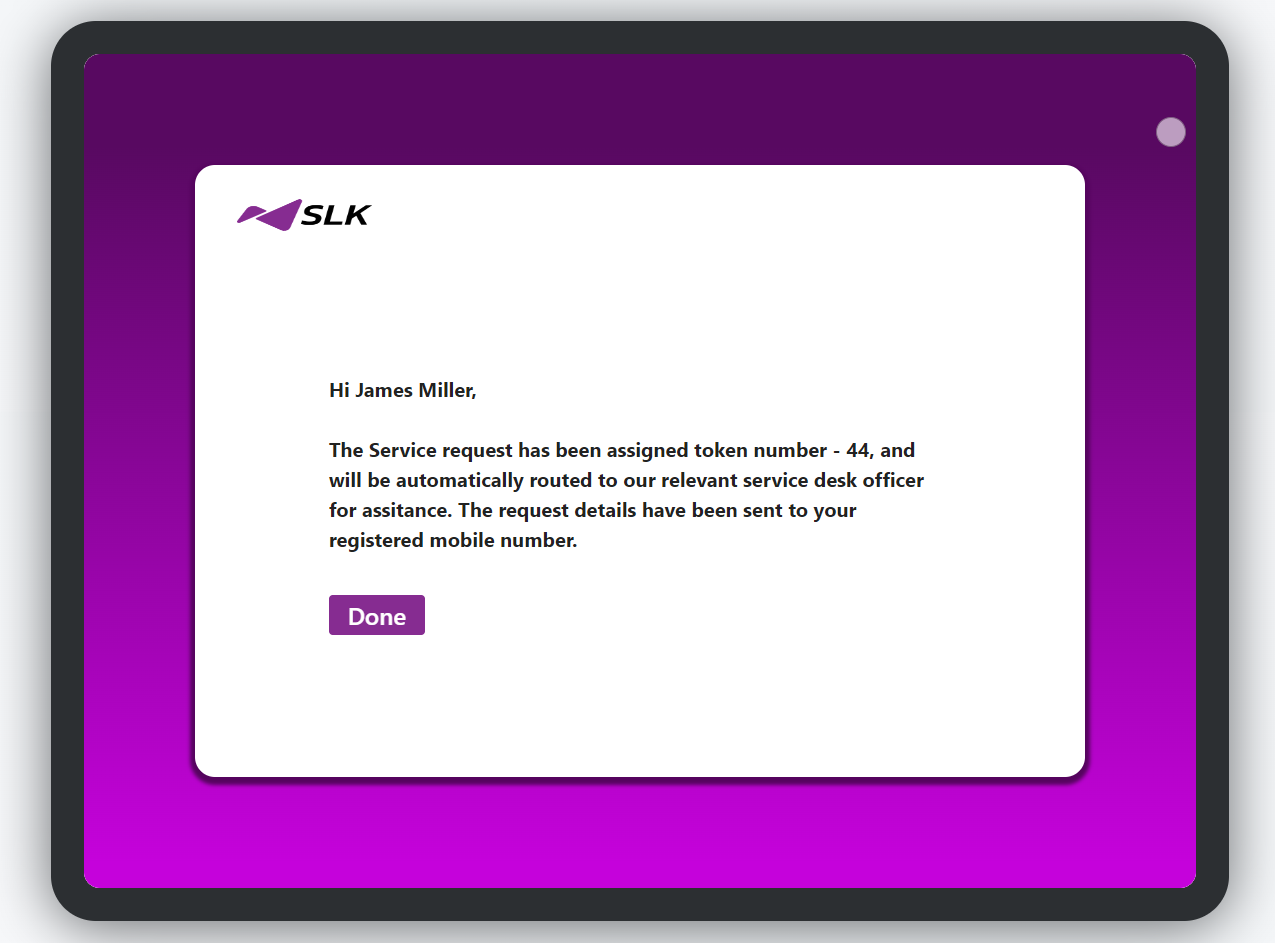 SLK
Hi James Miller,
The Service request has been assigned token number - 44, and
will be automatically routed to our relevant service desk officer
for assitance. The request details have been sent to your
registered mobile number.
Done